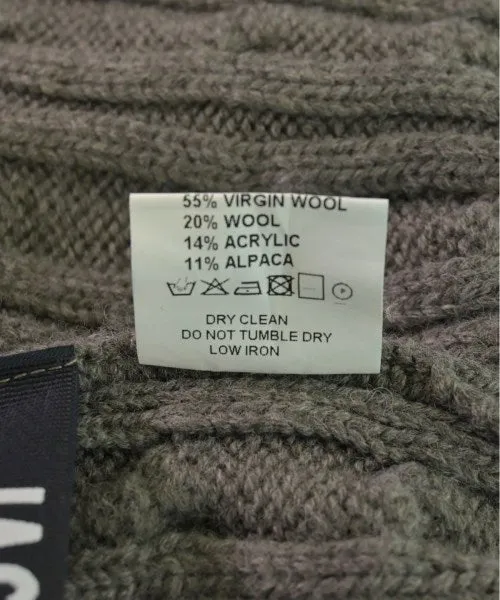 55% VIRGIN WOOL
20% WOOL
14% ACRYLIC
11% ALPACA
DRY CLEAN
DO NOT TUMBLE DRY
LOW IRON